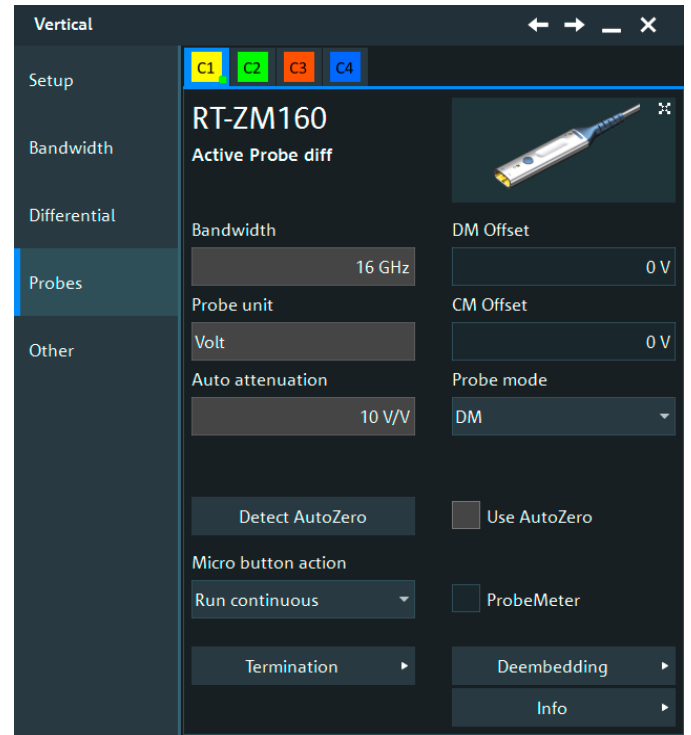 Vertical
Setup
Bandwidth
Differential
Probes
Other
C1 C2 C3 C4
RT-ZM160
Active Probe diff
Bandwidth
16 GHz
DM Offset
0 V
Probe unit
Volt
CM Offset
0 V
Auto attenuation
10 V/V
Probe mode
DM
Detect AutoZero
Use AutoZero
Micro button action
Run continuous
ProbeMeter
Termination
Deembedding
Info